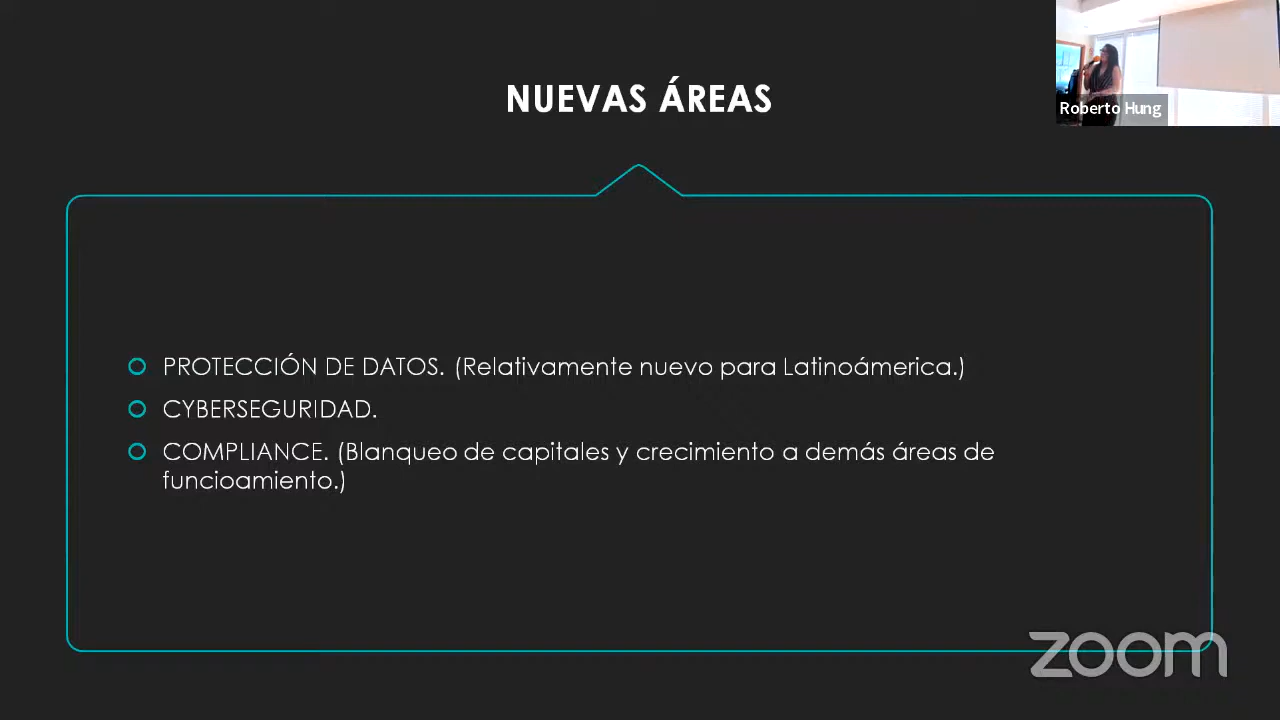 Roberto Hung
NUEVAS ÁREAS
PROTECCIÓN DE DATOS. (Relativamente nuevo para Latinoámerica.)
CYBERSEGURIDAD.
COMPLIANCE. (Blanqueo de capitales y crecimiento a demás áreas de
funcioamiento.)
zoom